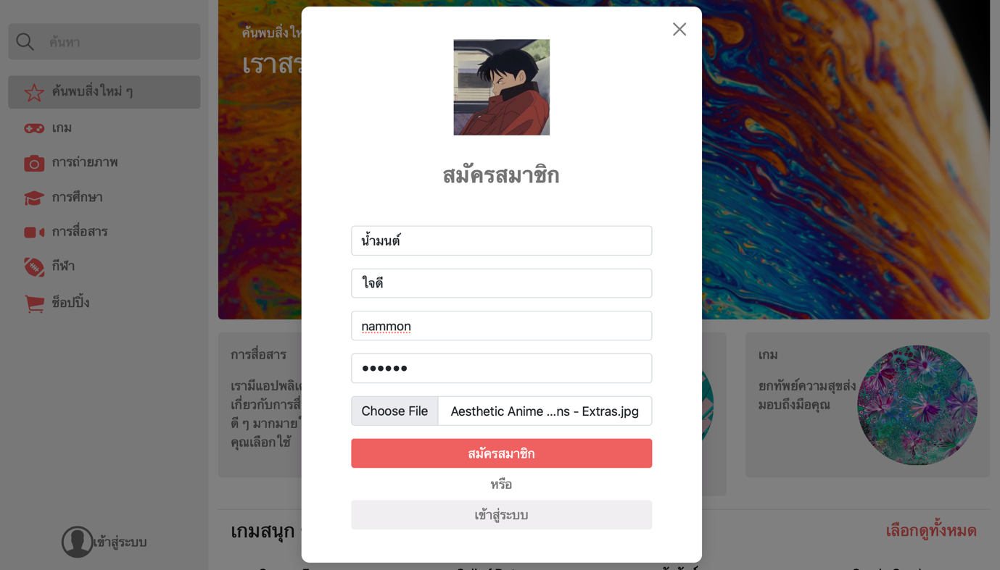 ค้นหา
ค้นพบสิ่งใหม่ ๆ
เกม
การถ่ายภาพ
การศึกษา
การสื่อสาร
กีฬา
ช็อปปิ้ง
เข้าสู่ระบบ
ค้นพบสิ่งให
เราสร
สมัครสมาชิก
น้ำมนต์
ใจดี
nammon
••••••
Choose File Aesthetic Anime ...ns - Extras.jpg
สมัครสมาชิก
หรือ
เข้าสู่ระบบ
การสื่อสาร
เรามีแอปพลิเค
เกี่ยวกับการสื่
ดี ๆ มากมาย
คุณเลือกใช้
เกม
ยกทัพย์ความสุขส่ง
มอบถึงมือคุณ
เกมสนุก
เลือกดูทั้งหมด